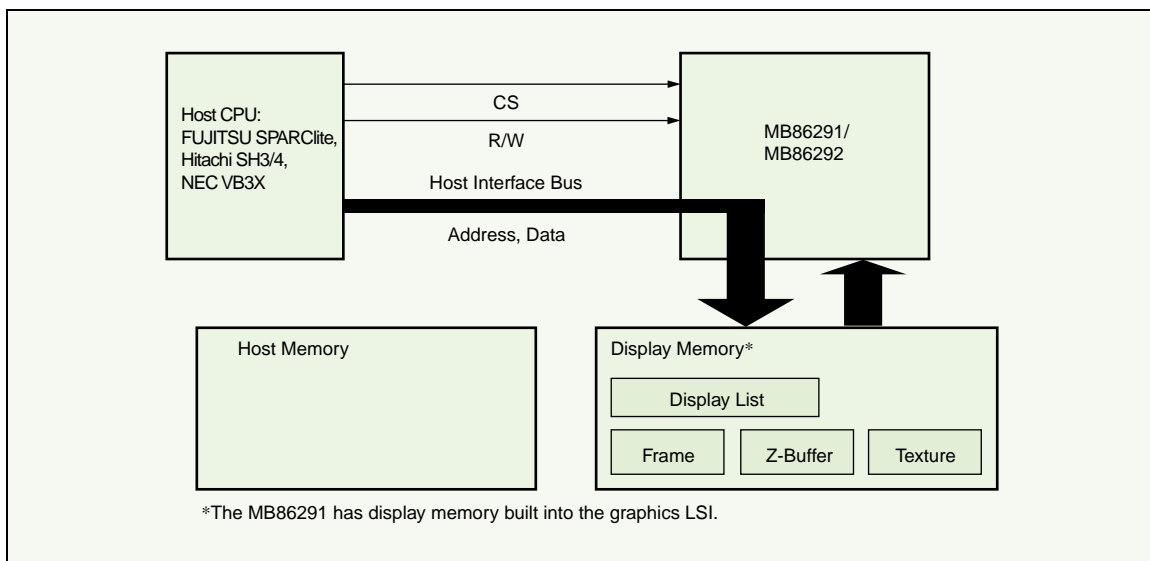 Host CPU:
FUJITSU SPARClite,
Hitachi SH3/4,
NEC VB3X
CS
R/W
Host Interface Bus
Address, Data
MB86291/
MB86292
Host Memory
Display Memory*
Display List
Frame
Z-Buffer
Texture
*The MB86291 has display memory built into the graphics LSI.